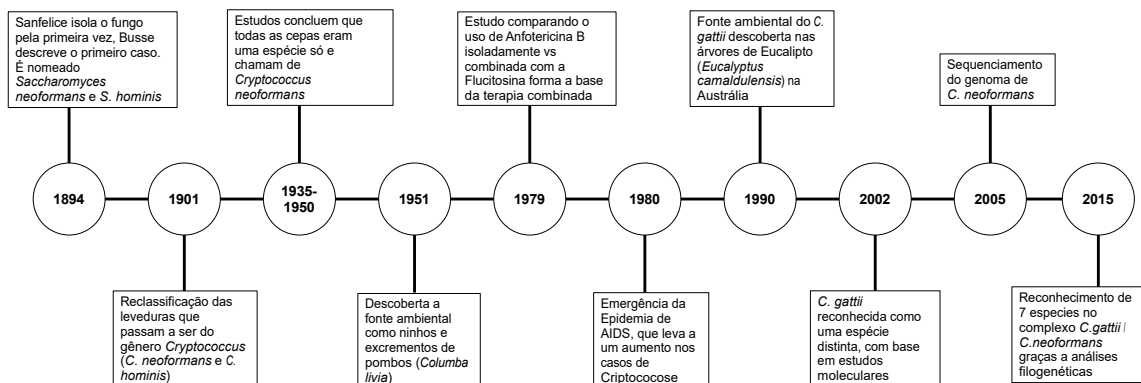 Sanfelice isola o fungo
pela primeira vez, Busse
descreve o primeiro caso.
É nomeado
Saccharomyces
neoformans e S. hominis
Estudos concluem que
todas as cepas eram
uma espécie só e
chamam de
Cryptococcus
neoformans
Estudo comparando o
uso de Anfotericina B
isoladamente vs
combinada com a
Flucitosina forma a base
da terapia combinada
Fonte ambiental do C.
gattii descoberta nas
árvores de Eucalipto
(Eucalyptus
camaldulensis) na
Austrália
Sequenciamento
do genoma de
C. neoformans
1894
1901
1935-
1950
1951
1979
1980
1990
2002
2005
2015
Reclassificação das
leveduras que
passam a ser do
gênero Cryptococcus
(C. neoformans e C.
hominis)
Descoberta a
fonte ambiental
como ninhos e
excrementos de
pombos (Columba
livia)
Emergência da
Epidemia de
AIDS, que leva a
um aumento nos
casos de
Criptococose
C. gattii
reconhecida como
uma espécie
distinta, com base
em estudos
moleculares
Reconhecimento de
7 especies no
complexo C.gattii /
C.neoformans
graças a análises
filogenéticas